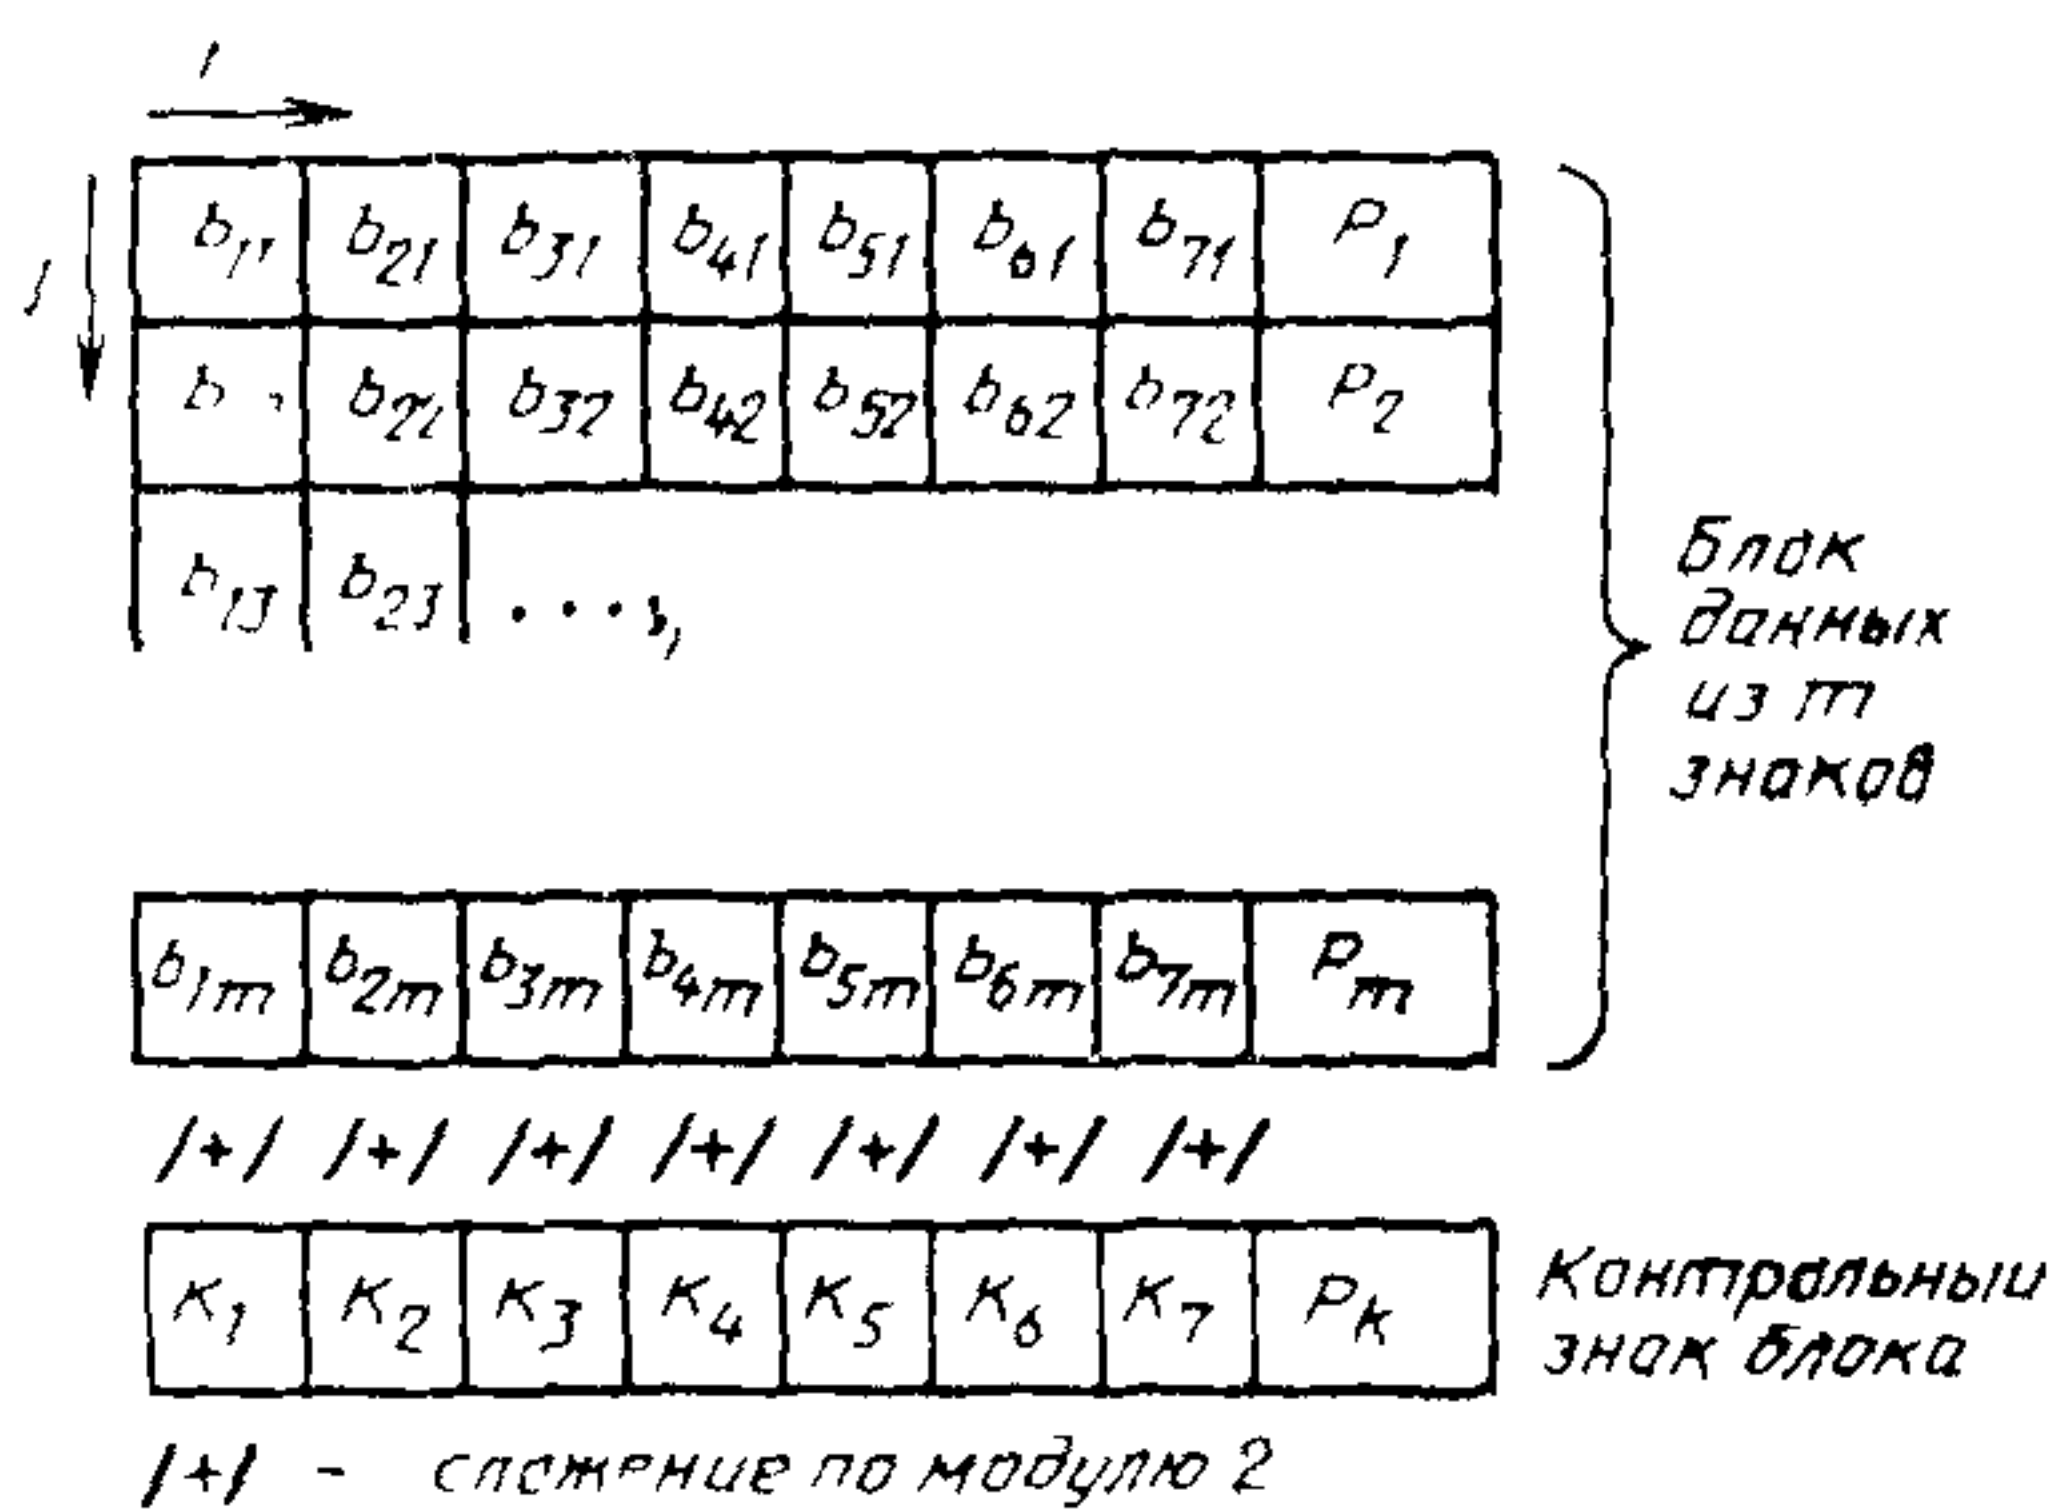 i
b₁₁ b₂₁ b₃₁ b₄₁ b₅₁ b₆₁ b₇₁ P₁
j
b₂₂ b₃₂ b₄₂ b₅₂ b₆₂ b₇₂ P₂
b₁₃ b₂₃ ...,
Блок
данных
из m
знаков
b₁ₘ b₂ₘ b₃ₘ b₄ₘ b₅ₘ b₆ₘ b₇ₘ Pₘ
/+/ /+/ /+/ /+/ /+/ /+/ /+/
K₁ K₂ K₃ K₄ K₅ K₆ K₇ Pₖ
Контрольный
знак блока
/+/ - сложение по модулю 2